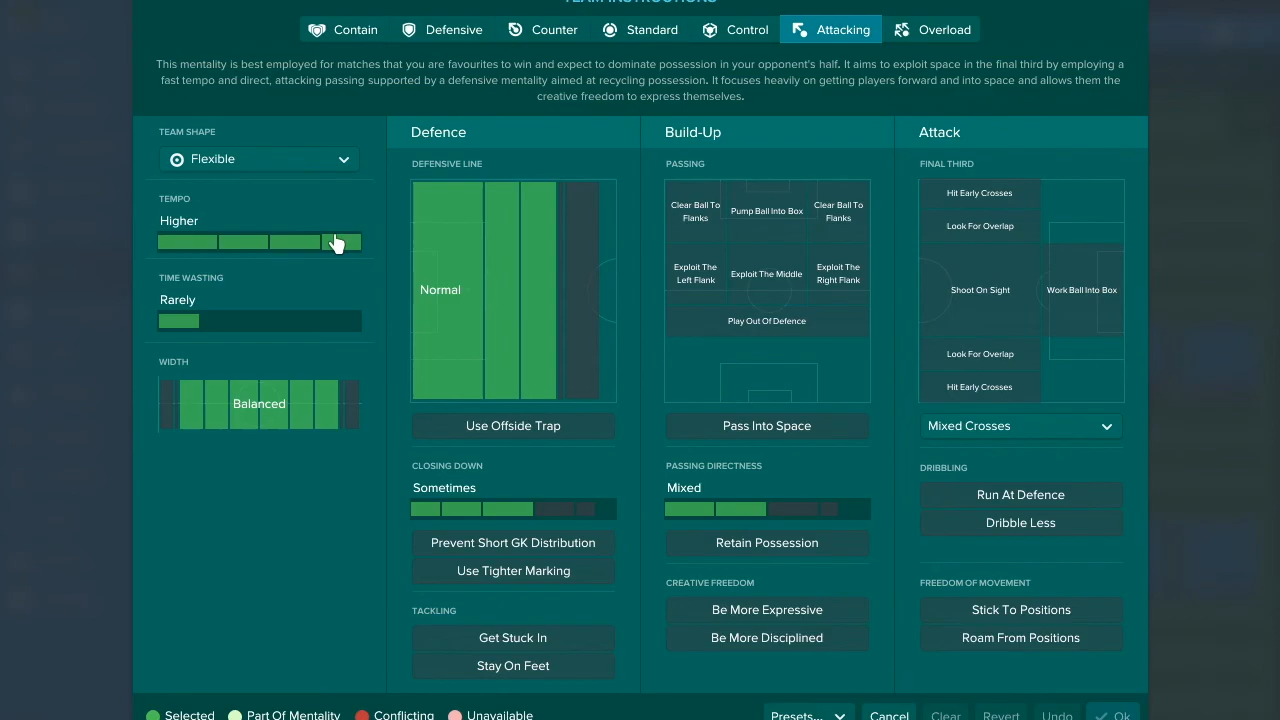 TEAM INSTRUCTIONS
Contain
Defensive
Counter
Standard
Control
Attacking
Overload
This mentality is best employed for matches that you are favourites to win and expect to dominate possession in your opponent's half. It aims to exploit space in the final third by employing a
fast tempo and direct, attacking passing supported by a defensive mentality aimed at recycling possession. It focuses heavily on getting players forward and into space and allows them the
creative freedom to express themselves.
TEAM SHAPE
Flexible
TEMPO
Higher
TIME WASTING
Rarely
WIDTH
Balanced
Defence
DEFENSIVE LINE
Normal
Use Offside Trap
CLOSING DOWN
Sometimes
Prevent Short GK Distribution
Use Tighter Marking
TACKLING
Get Stuck In
Stay On Feet
Build-Up
PASSING
Clear Ball To
Flanks
Pump Ball Into Box
Clear Ball To
Flanks
Exploit The
Left Flank
Exploit The Middle
Exploit The
Right Flank
Play Out Of Defence
Pass Into Space
PASSING DIRECTNESS
Mixed
Retain Possession
CREATIVE FREEDOM
Be More Expressive
Be More Disciplined
Attack
FINAL THIRD
Hit Early Crosses
Look For Overlap
Shoot On Sight
Work Ball Into Box
Look For Overlap
Hit Early Crosses
Mixed Crosses
DRIBBLING
Run At Defence
Dribble Less
FREEDOM OF MOVEMENT
Stick To Positions
Roam From Positions
Selected
Part Of Mentality
Conflicting
Unavailable
Presets...
Cancel
Clear
Revert
Undo
Ok